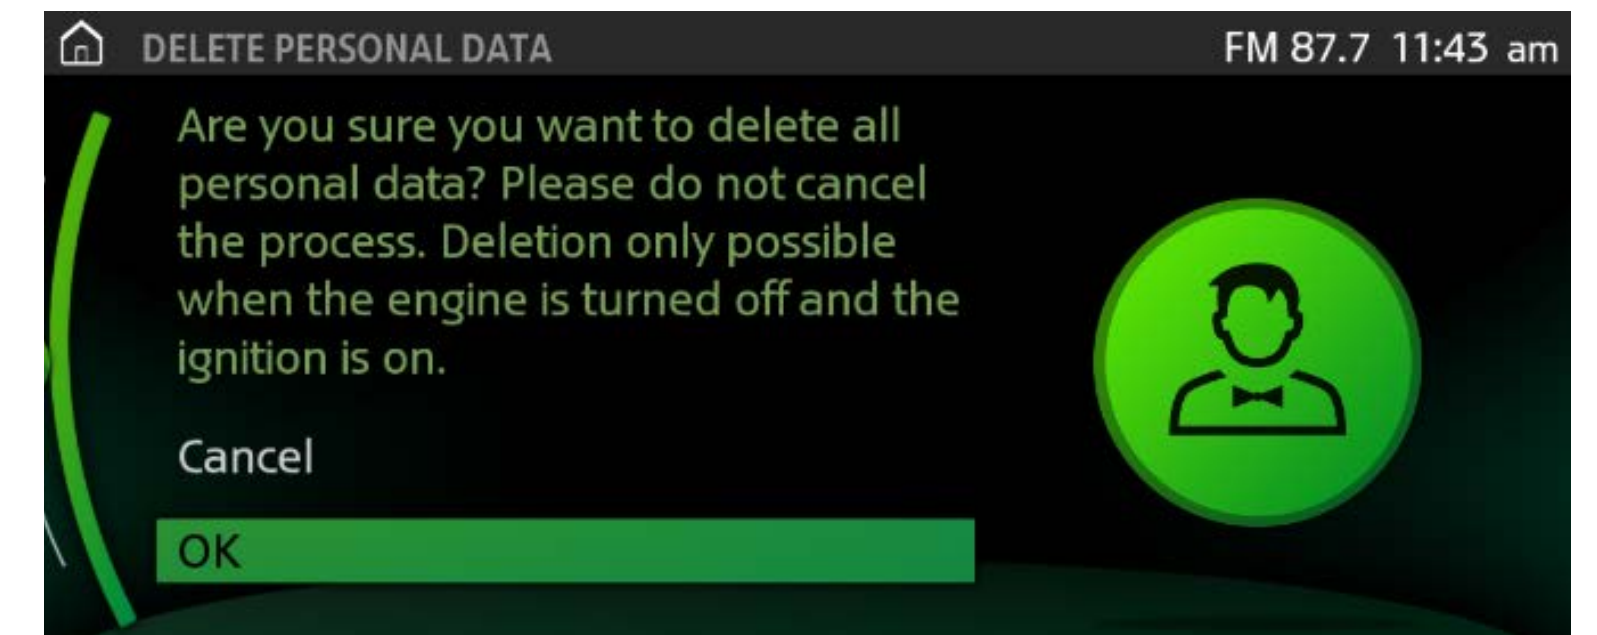 DELETE PERSONAL DATA FM 87.7 11:43 am
Are you sure you want to delete all
personal data? Please do not cancel
the process. Deletion only possible
when the engine is turned off and the
ignition is on.
Cancel
OK